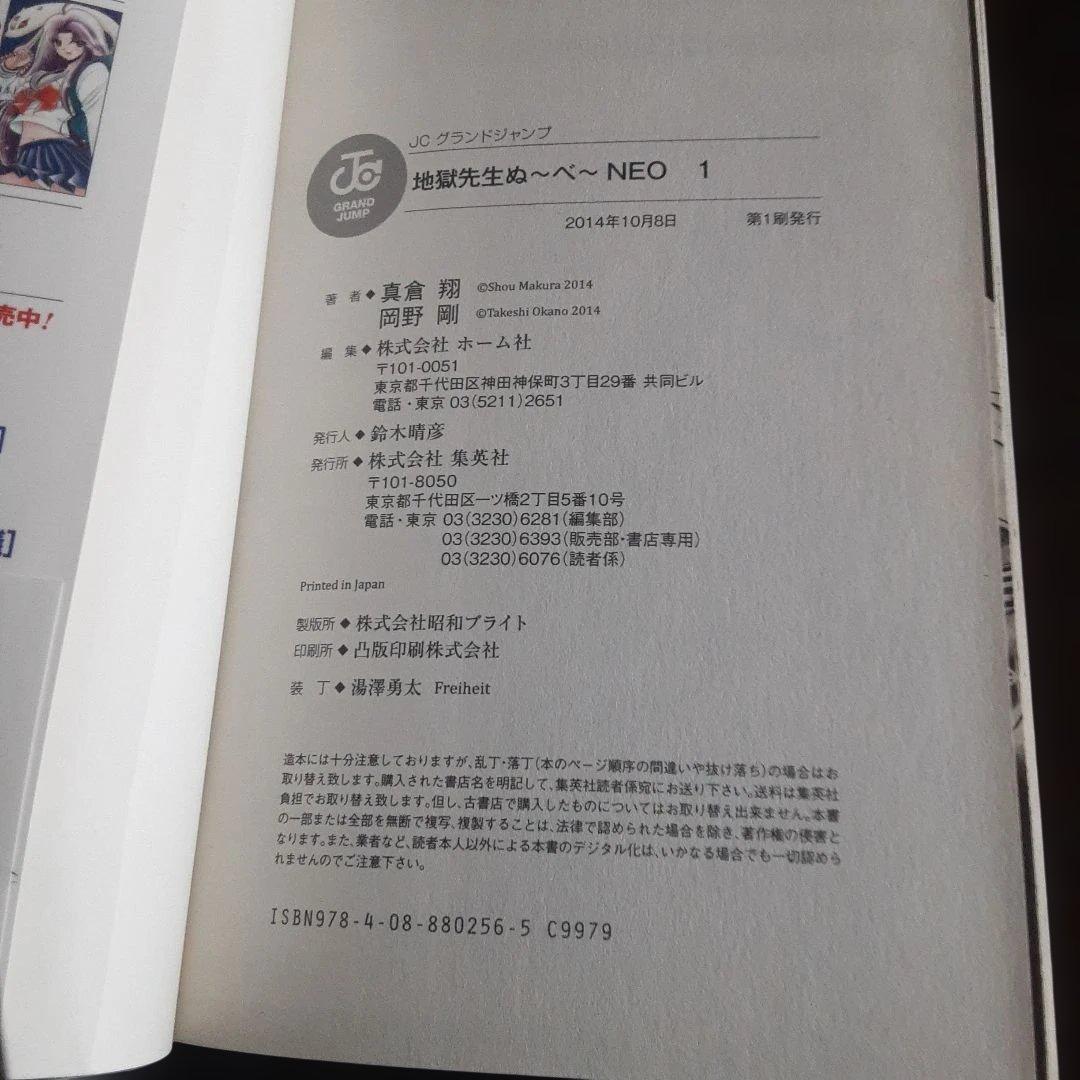 売中!
JC グランドジャンプ
JC
GRAND
JUMP
地獄先生ぬ～べ～ NEO 1
2014年10月8日 第1刷発行
著 者◆真倉 翔 ©Shou Makura 2014
岡野 剛 ©Takeshi Okano 2014
編 集◆株式会社 ホーム社
〒101-0051
東京都千代田区神田神保町3丁目29番 共同ビル
電話・東京 03(5211)2651
発行人◆鈴木晴彦
発行所◆株式会社 集英社
〒101-8050
東京都千代田区一ツ橋2丁目5番10号
電話・東京 03(3230)6281(編集部)
03(3230)6393(販売部・書店専用)
03(3230)6076(読者係)
Printed in Japan
製版所◆株式会社昭和ブライト
印刷所◆凸版印刷株式会社
装 丁◆湯澤勇太 Freiheit
造本には十分注意しておりますが、乱丁・落丁(本のページ順序の間違いや抜け落ち)の場合はお
取り替え致します。購入された書店名を明記して、集英社読者係宛にお送り下さい。送料は集英社
負担でお取り替え致します。但し、古書店で購入したものについてはお取り替え出来ません。本書
の一部または全部を無断で複写、複製することは、法律で認められた場合を除き、著作権の侵害と
なります。また、業者など、読者本人以外による本書のデジタル化は、いかなる場合でも一切認めら
れませんのでご注意下さい。
ISBN978-4-08-880256-5 C9979